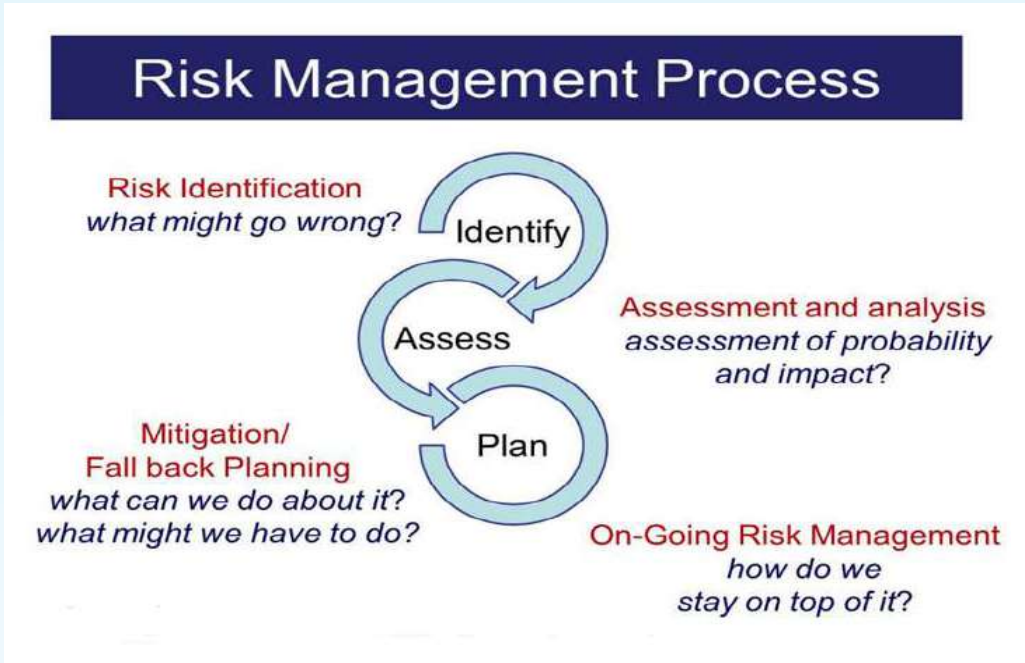 Risk Management Process
Risk Identification
what might go wrong?
Identify
Assess
Assessment and analysis
assessment of probability
and impact?
Mitigation/
Fall back Planning
what can we do about it?
what might we have to do?
Plan
On-Going Risk Management
how do we
stay on top of it?